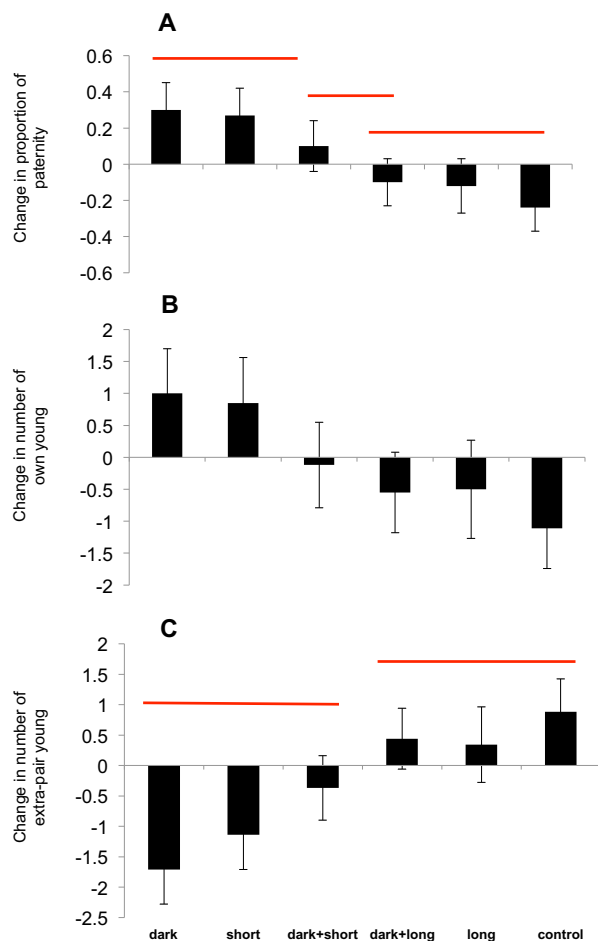 A
Change in proportion of
paternity
0.6
0.4
0.2
0
-0.2
-0.4
-0.6
B
Change in number of
own young
2
1.5
1
0.5
0
-0.5
-1
-1.5
-2
C
Change in number of
extra-pair young
2
1.5
1
0.5
0
-0.5
-1
-1.5
-2
-2.5
dark short dark+short dark+long long control